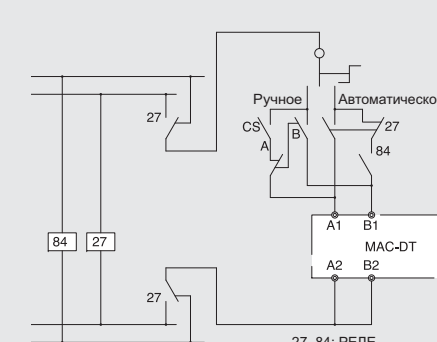 Ручное Автоматическо
27
CS B 27
A 84
A1 B1
84 27 MAC-DT
A2 B2
27
27, 84: РЕЛЕ